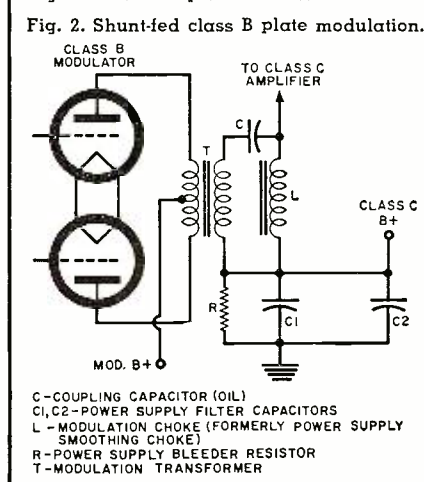 Fig. 2. Shunt-fed class B plate modulation.
CLASS B
MODULATOR
TO CLASS C
AMPLIFIER
C
T
L
CLASS C
B+
R
C1
C2
MOD. B+
C-COUPLING CAPACITOR (OIL)
C1,C2-POWER SUPPLY FILTER CAPACITORS
L -MODULATION CHOKE (FORMERLY POWER SUPPLY
SMOOTHING CHOKE)
R-POWER SUPPLY BLEEDER RESISTOR
T-MODULATION TRANSFORMER